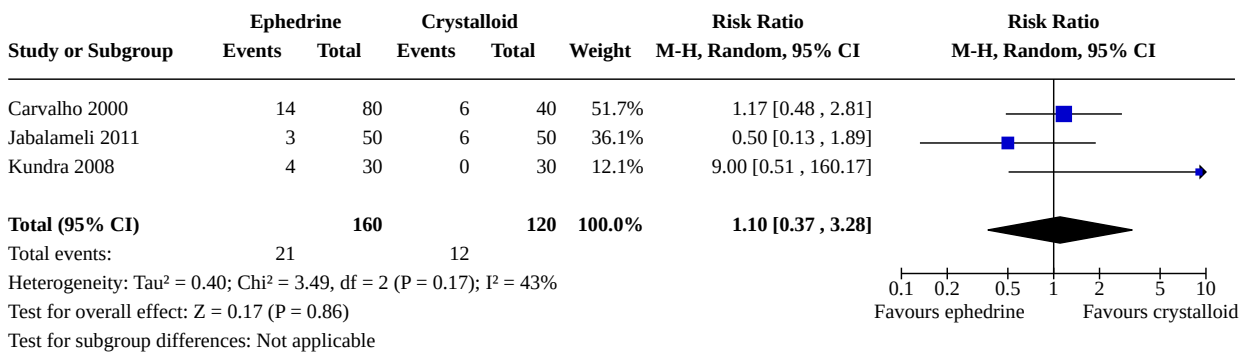 Ephedrine Crystalloid Risk Ratio Risk Ratio
Study or Subgroup Events Total Events Total Weight M-H, Random, 95% CI M-H, Random, 95% CI
Carvalho 2000 14 80 6 40 51.7% 1.17 [0.48 , 2.81]
Jabalameli 2011 3 50 6 50 36.1% 0.50 [0.13 , 1.89]
Kundra 2008 4 30 0 30 12.1% 9.00 [0.51 , 160.17]
Total (95% CI) 160 120 100.0% 1.10 [0.37 , 3.28]
Total events: 21 12
Heterogeneity: Tau² = 0.40; Chi² = 3.49, df = 2 (P = 0.17); I² = 43%
0.1 0.2 0.5 1 2 5 10
Test for overall effect: Z = 0.17 (P = 0.86)
Favours ephedrine Favours crystalloid
Test for subgroup differences: Not applicable